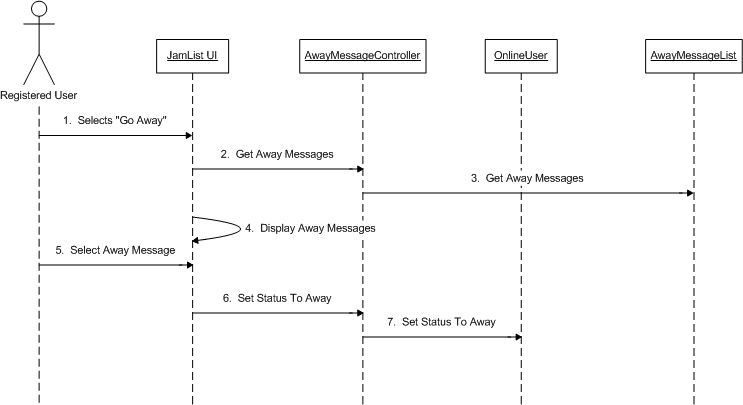 JamList UI
AwayMessageController
OnlineUser
AwayMessageList
Registered User
1. Selects "Go Away"
2. Get Away Messages
3. Get Away Messages
4. Display Away Messages
5. Select Away Message
6. Set Status To Away
7. Set Status To Away